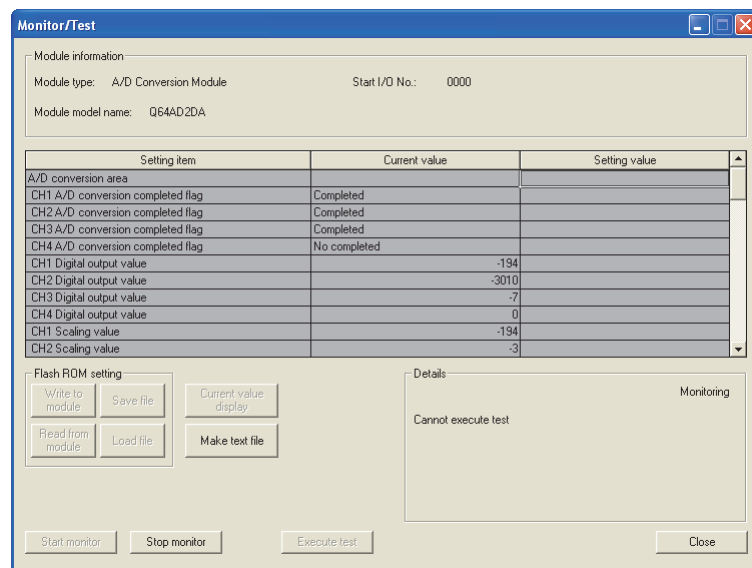 Monitor/Test
Module information
Module type: A/D Conversion Module Start I/O No.: 0000
Module model name: Q64AD2DA
Setting item Current value Setting value
A/D conversion area
CH1 A/D conversion completed flag Completed
CH2 A/D conversion completed flag Completed
CH3 A/D conversion completed flag Completed
CH4 A/D conversion completed flag No completed
CH1 Digital output value -194
CH2 Digital output value -3010
CH3 Digital output value -7
CH4 Digital output value 0
CH1 Scaling value -194
CH2 Scaling value -3
Flash ROM setting
Write to
module
Save file
Current value
display
Read from
module
Load file
Make text file
Details
Monitoring
Cannot execute test
Start monitor Stop monitor Execute test Close